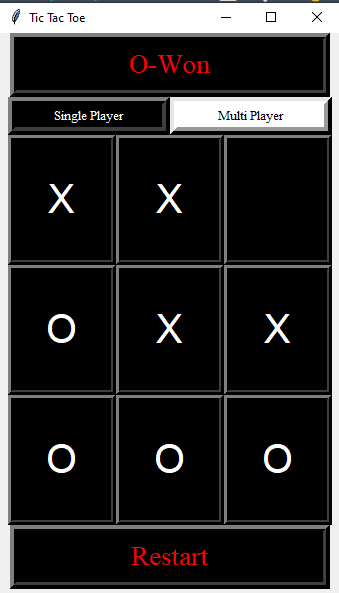 Tic Tac Toe
O-Won
Single Player Multi Player
X X
O X X
O O O
Restart